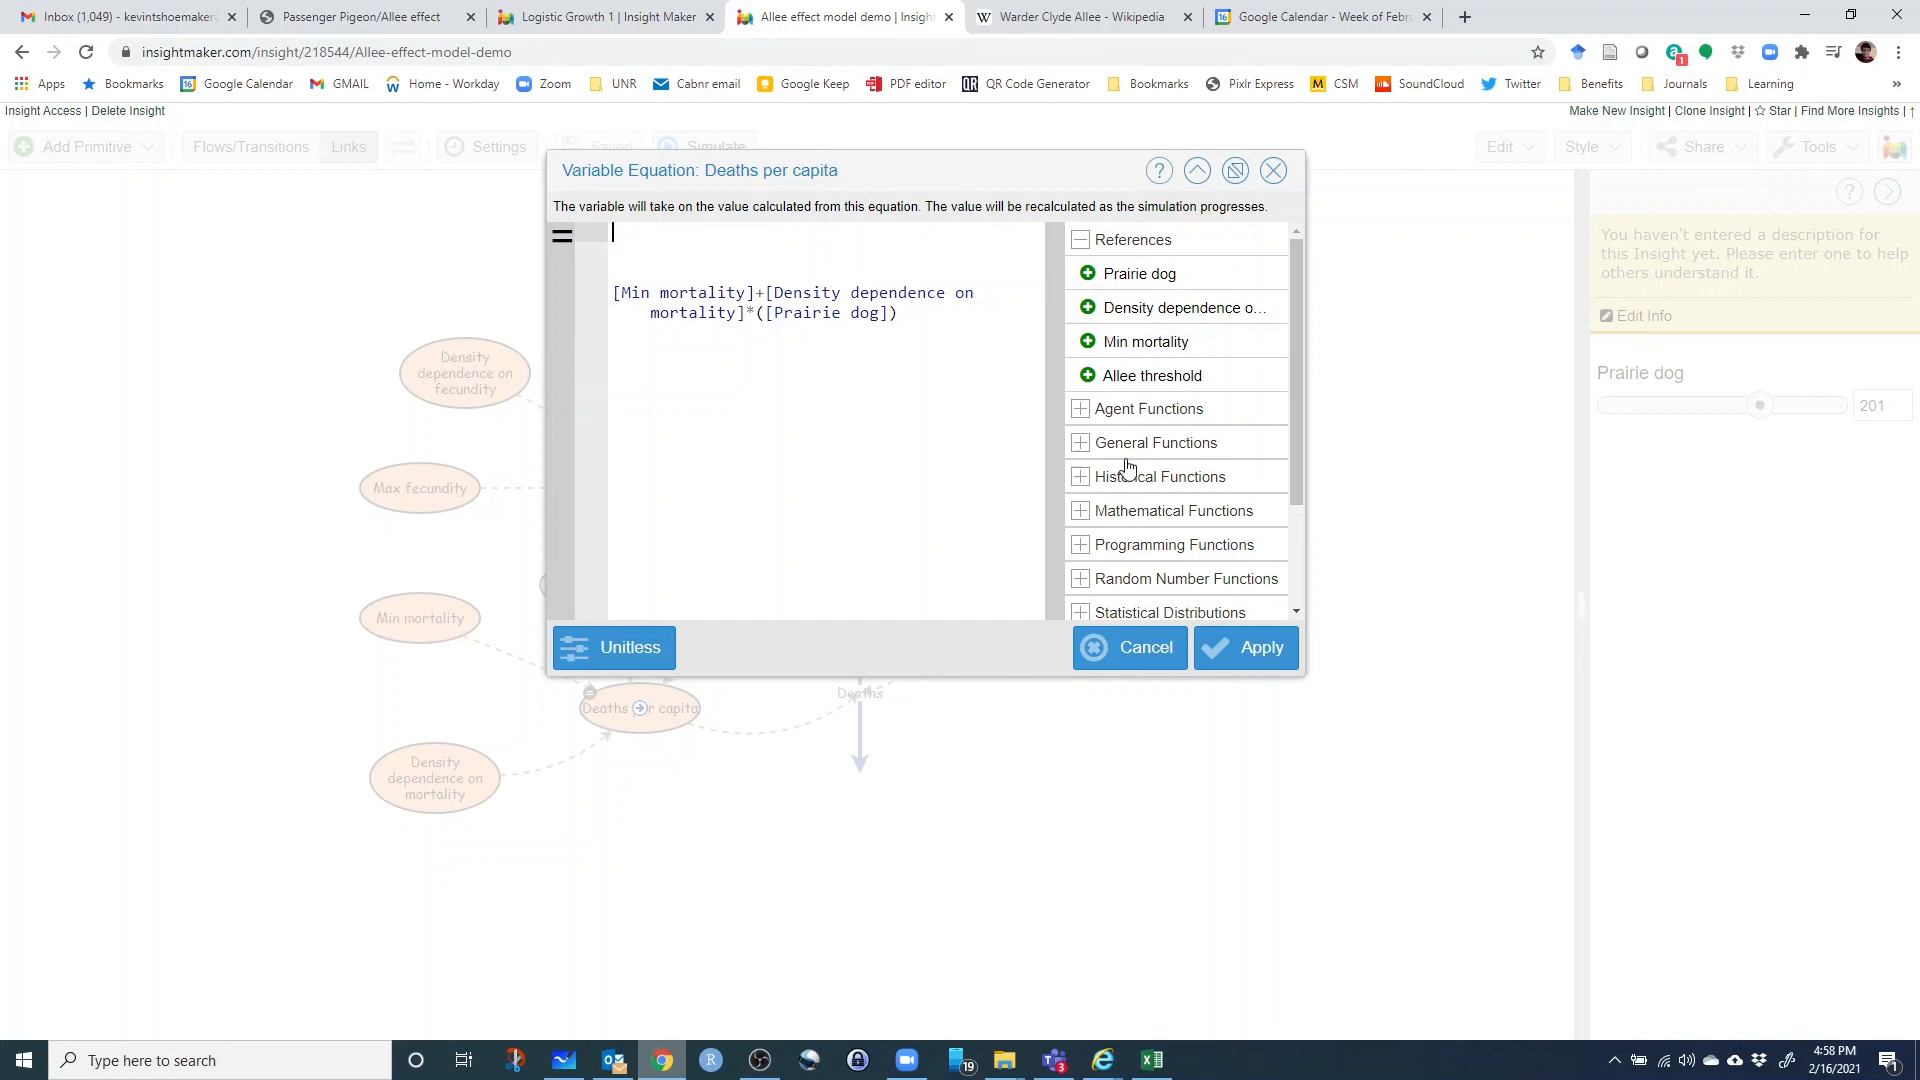 Inbox (1,049) - kevintshoemaker
Passenger Pigeon/Allee effect
Logistic Growth 1 | Insight Maker
Allee effect model demo | Insight
Warder Clyde Allee - Wikipedia
Google Calendar - Week of Febru
insightmaker.com/insight/218544/Allee-effect-model-demo
Apps
Bookmarks
Google Calendar
GMAIL
Home - Workday
Zoom
UNR
Cabnr email
Google Keep
PDF editor
QR Code Generator
Bookmarks
Pixlr Express
CSM
SoundCloud
Twitter
Benefits
Journals
Learning
»
Insight Access | Delete Insight
Make New Insight | Clone Insight | ☆ Star | Find More Insights | ↑
Add Primitive
Flows/Transitions
Links
Settings
Saved
Simulate
Edit
Style
Share
Tools
Variable Equation: Deaths per capita
The variable will take on the value calculated from this equation. The value will be recalculated as the simulation progresses.
=
[Min mortality]+[Density dependence on
mortality]*([Prairie dog])
References
Prairie dog
Density dependence o...
Min mortality
Allee threshold
Agent Functions
General Functions
Historical Functions
Mathematical Functions
Programming Functions
Random Number Functions
Statistical Distributions
Unitless
Cancel
Apply
Density
dependence on
fecundity
Max fecundity
Min mortality
Deaths per capita
Deaths
Density
dependence on
mortality
You haven't entered a description for
this Insight yet. Please enter one to help
others understand it.
Edit Info
Prairie dog
201
Type here to search
19
3
4:58 PM
2/16/2021
1